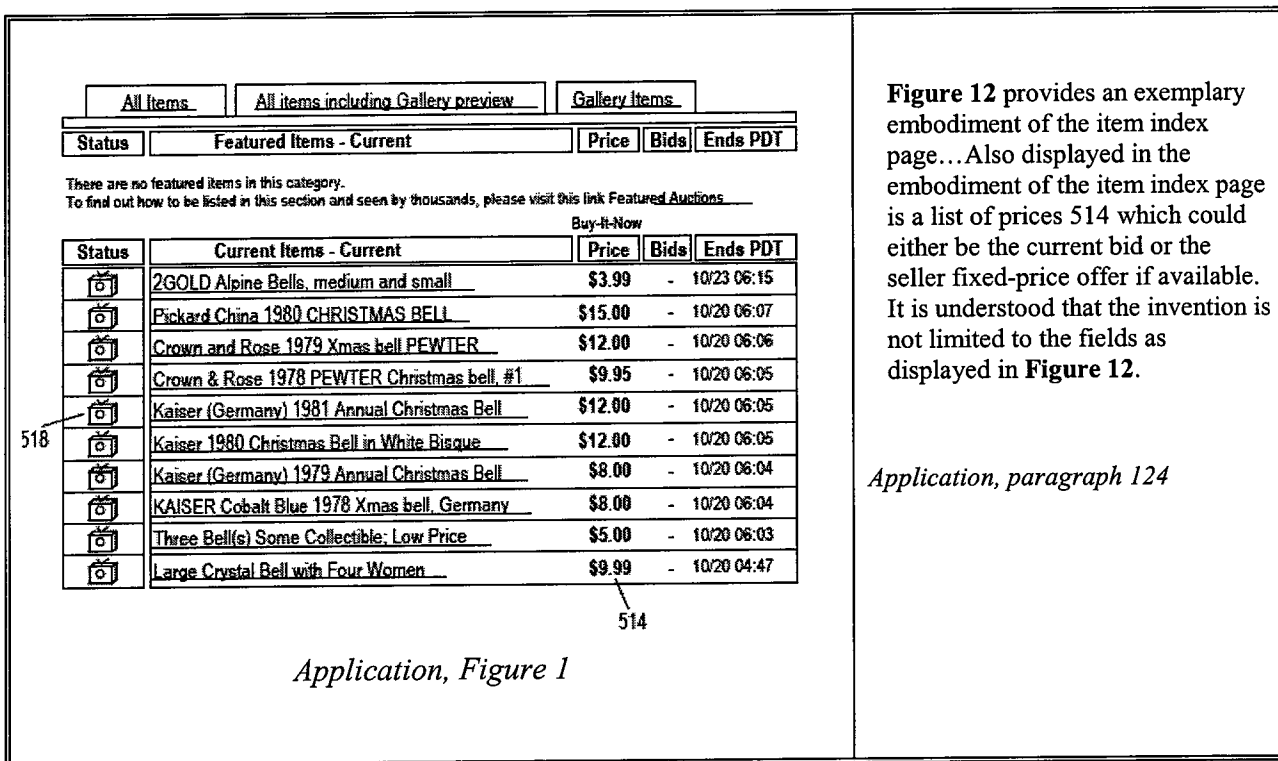 All Items All items including Gallery preview Gallery Items
Status Featured Items - Current Price Bids Ends PDT
There are no featured items in this category.
To find out how to be listed in this section and seen by thousands, please visit this link Featured Auctions
Buy-It-Now
Status Current Items - Current Price Bids Ends PDT
2GOLD Alpine Bells, medium and small $3.99 - 10/23 06:15
Pickard China 1980 CHRISTMAS BELL $15.00 - 10/20 06:07
Crown and Rose 1979 Xmas bell PEWTER $12.00 - 10/20 06:06
Crown & Rose 1978 PEWTER Christmas bell, #1 $9.95 - 10/20 06:05
Kaiser (Germany) 1981 Annual Christmas Bell $12.00 - 10/20 06:05
Kaiser 1980 Christmas Bell in White Bisque $12.00 - 10/20 06:05
Kaiser (Germany) 1979 Annual Christmas Bell $8.00 - 10/20 06:04
KAISER Cobalt Blue 1978 Xmas bell, Germany $8.00 - 10/20 06:04
Three Bell(s) Some Collectible; Low Price $5.00 - 10/20 06:03
Large Crystal Bell with Four Women $9.99 - 10/20 04:47
518
514
Application, Figure 1
Figure 12 provides an exemplary
embodiment of the item index
page...Also displayed in the
embodiment of the item index page
is a list of prices 514 which could
either be the current bid or the
seller fixed-price offer if available.
It is understood that the invention is
not limited to the fields as
displayed in Figure 12.
Application, paragraph 124